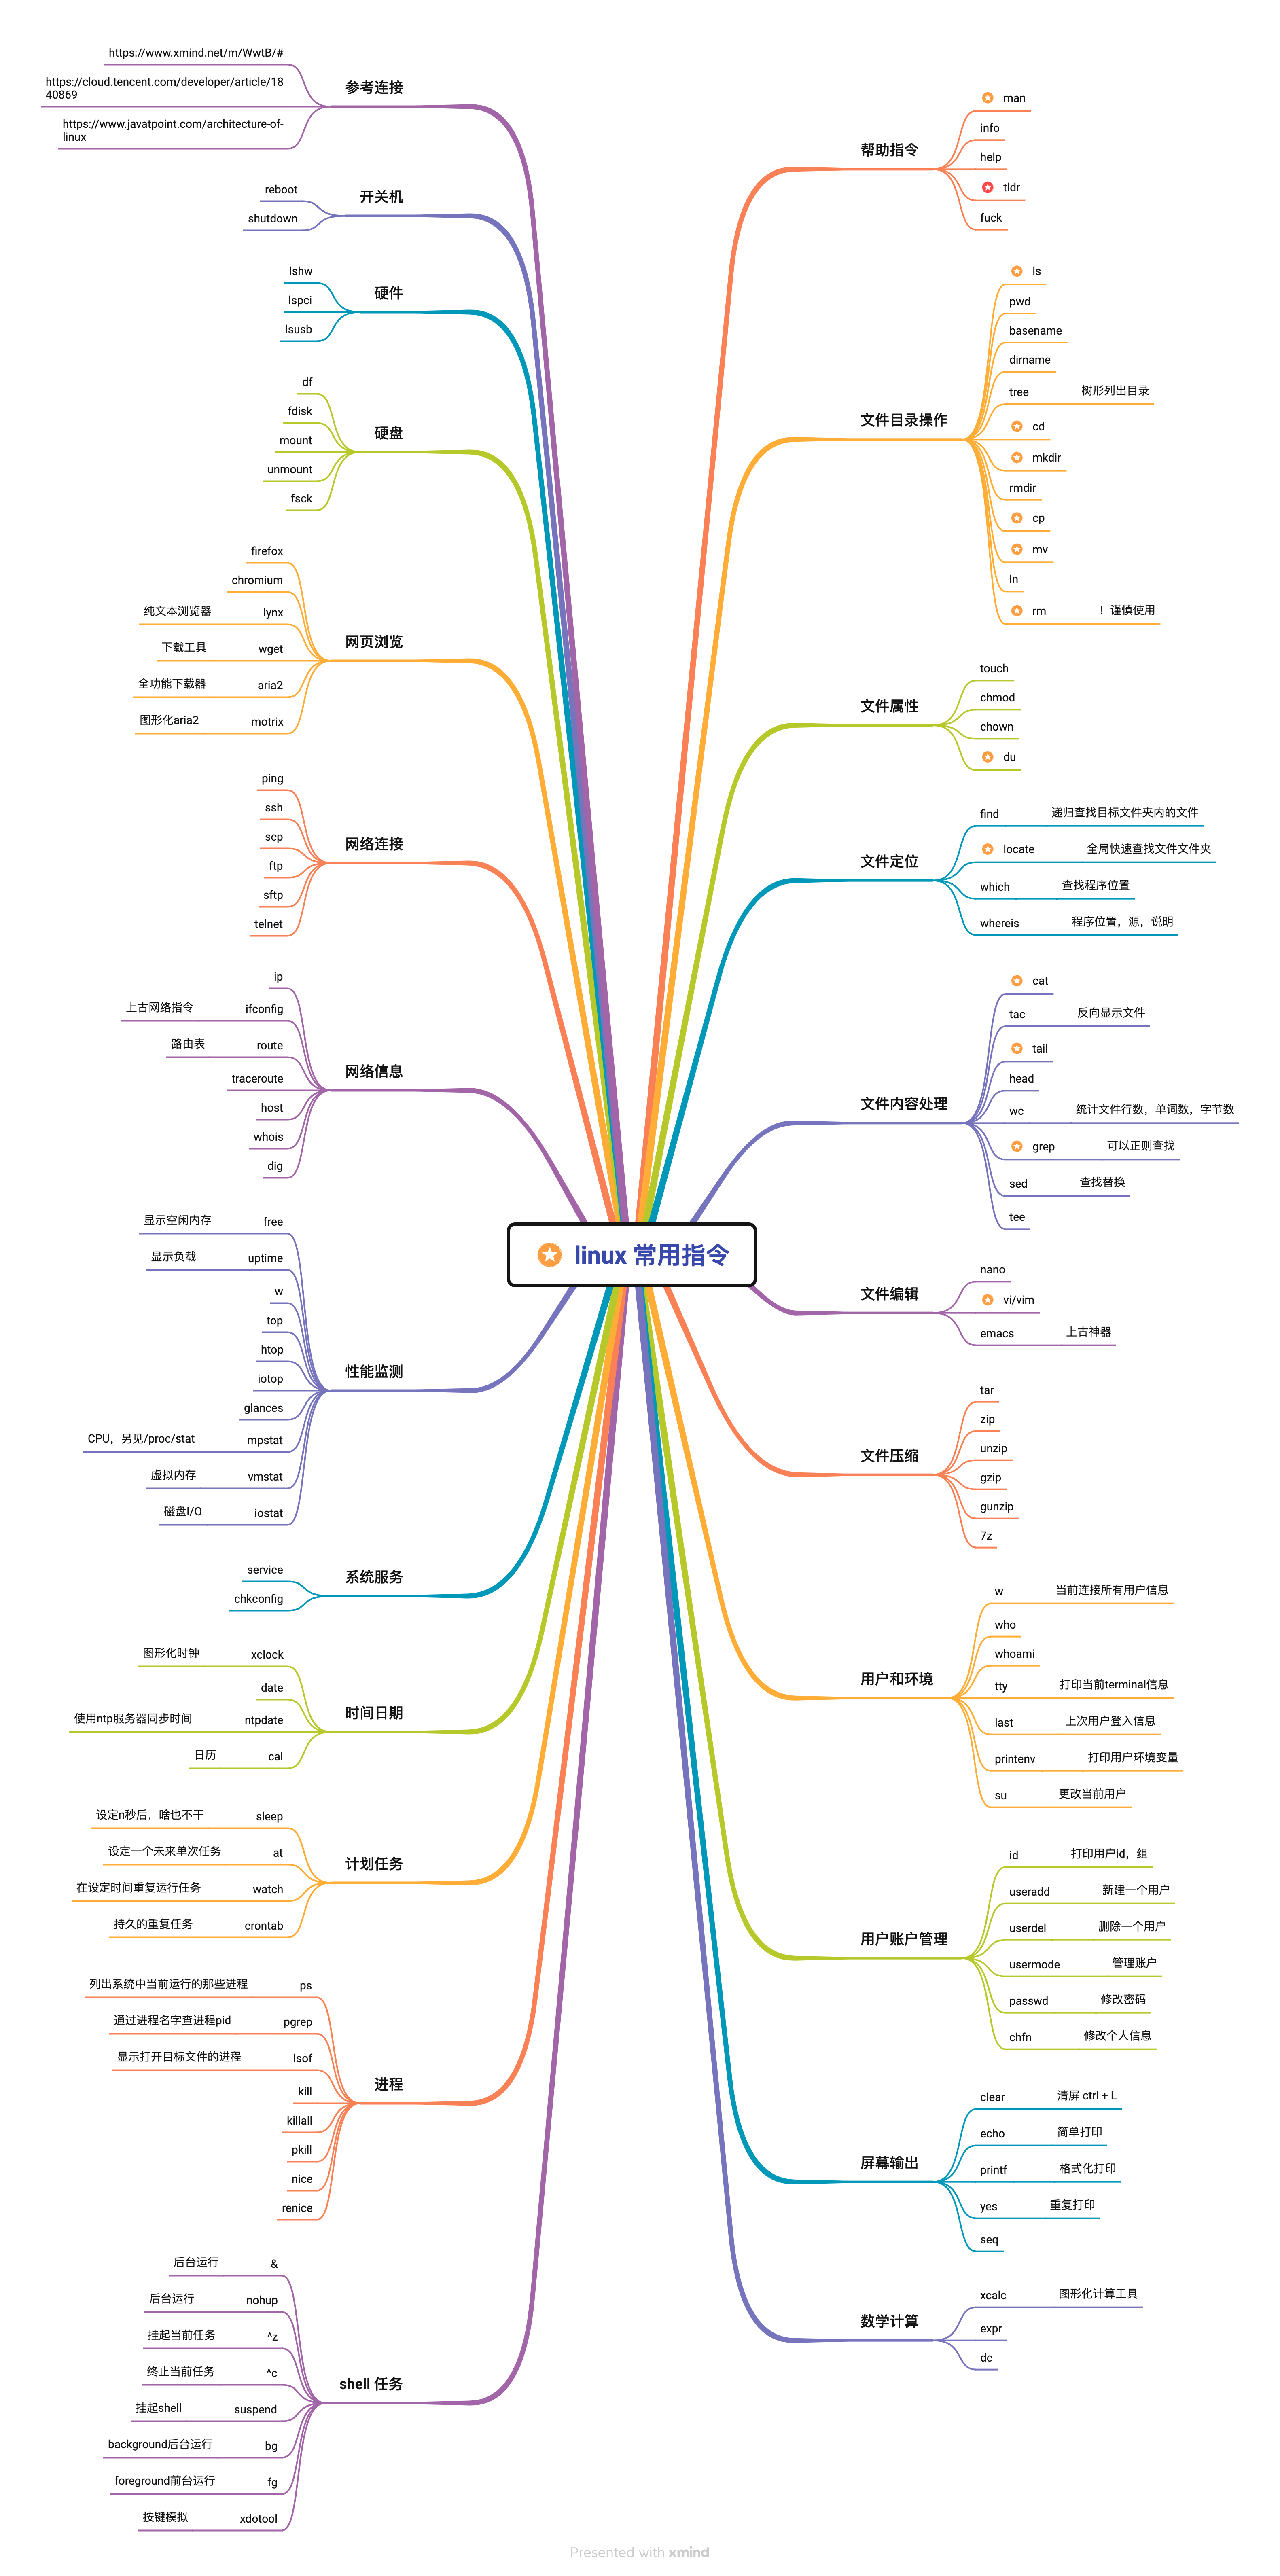 linux 常用指令
帮助指令
man
info
help
tldr
fuck
文件目录操作
ls
pwd
basename
dirname
tree 树形列出目录
cd
mkdir
rmdir
cp
mv
ln
rm ！谨慎使用
文件属性
touch
chmod
chown
du
文件定位
find 递归查找目标文件夹内的文件
locate 全局快速查找文件文件夹
which 查找程序位置
whereis 程序位置，源，说明
文件内容处理
cat
tac 反向显示文件
tail
head
wc 统计文件行数，单词数，字节数
grep 可以正则查找
sed 查找替换
tee
文件编辑
nano
vi/vim
emacs 上古神器
文件压缩
tar
zip
unzip
gzip
gunzip
7z
用户和环境
w 当前连接所有用户信息
who
whoami
tty 打印当前terminal信息
last 上次用户登入信息
printenv 打印用户环境变量
su 更改当前用户
用户账户管理
id 打印用户id，组
useradd 新建一个用户
userdel 删除一个用户
usermode 管理账户
passwd 修改密码
chfn 修改个人信息
屏幕输出
clear 清屏 ctrl + L
echo 简单打印
printf 格式化打印
yes 重复打印
seq
数学计算
xcalc 图形化计算工具
expr
dc
参考连接
https://www.xmind.net/m/WwtB/#
https://cloud.tencent.com/developer/article/18
40869
https://www.javatpoint.com/architecture-of-
linux
开关机
reboot
shutdown
硬件
lshw
lspci
lsusb
硬盘
df
fdisk
mount
unmount
fsck
网页浏览
firefox
chromium
纯文本浏览器 lynx
下载工具 wget
全功能下载器 aria2
图形化aria2 motrix
网络连接
ping
ssh
scp
ftp
sftp
telnet
网络信息
ip
上古网络指令 ifconfig
路由表 route
traceroute
host
whois
dig
性能监测
显示空闲内存 free
显示负载 uptime
w
top
htop
iotop
glances
CPU，另见/proc/stat mpstat
虚拟内存 vmstat
磁盘I/O iostat
系统服务
service
chkconfig
时间日期
图形化时钟 xclock
date
使用ntp服务器同步时间 ntpdate
日历 cal
计划任务
设定n秒后，啥也不干 sleep
设定一个未来单次任务 at
在设定时间重复运行任务 watch
持久的重复任务 crontab
进程
列出系统中当前运行的那些进程 ps
通过进程名字查进程pid pgrep
显示打开目标文件的进程 lsof
kill
killall
pkill
nice
renice
shell 任务
后台运行 &
后台运行 nohup
挂起当前任务 ^z
终止当前任务 ^c
挂起shell suspend
background后台运行 bg
foreground前台运行 fg
按键模拟 xdotool
Presented with xmind